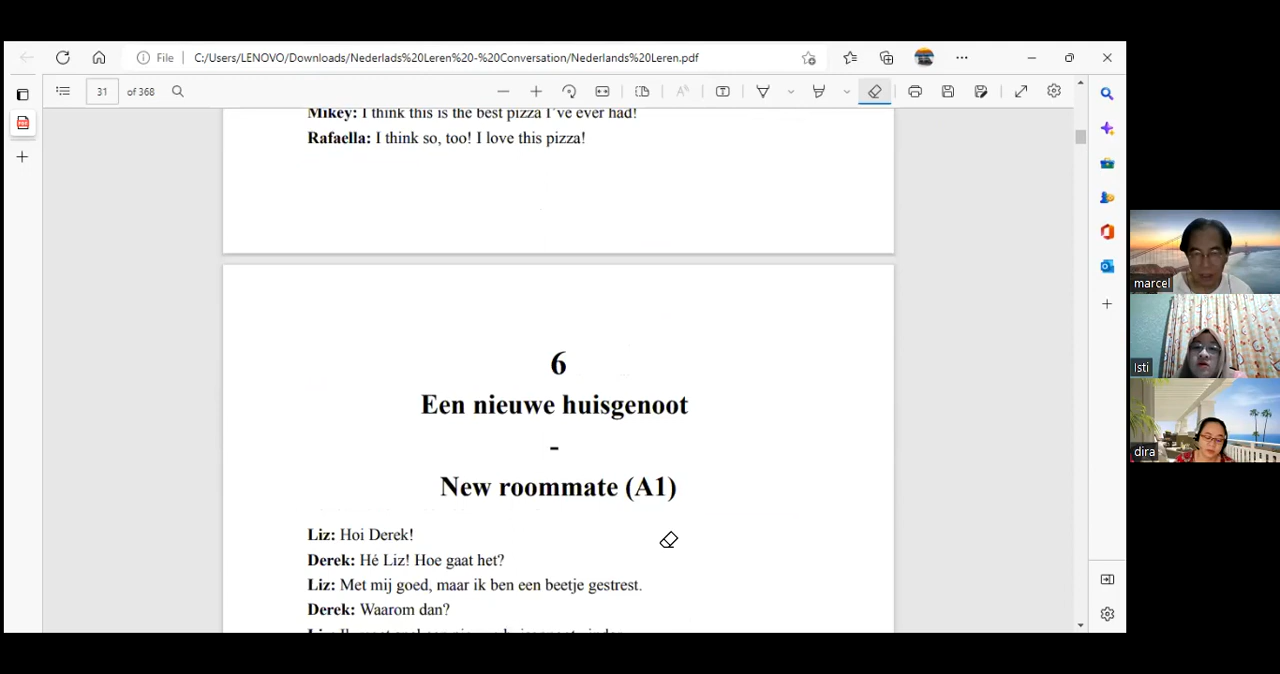 File
C:/Users/LENOVO/Downloads/Nederlads%20Leren%20-%20Conversation/Nederlands%20Leren.pdf
31 of 368
Mikey: I think this is the best pizza I've ever had!
Rafaella: I think so, too! I love this pizza!
6
Een nieuwe huisgenoot
-
New roommate (A1)
Liz: Hoi Derek!
Derek: Hé Liz! Hoe gaat het?
Liz: Met mij goed, maar ik ben een beetje gestrest.
Derek: Waarom dan?
marcel
Isti
dira